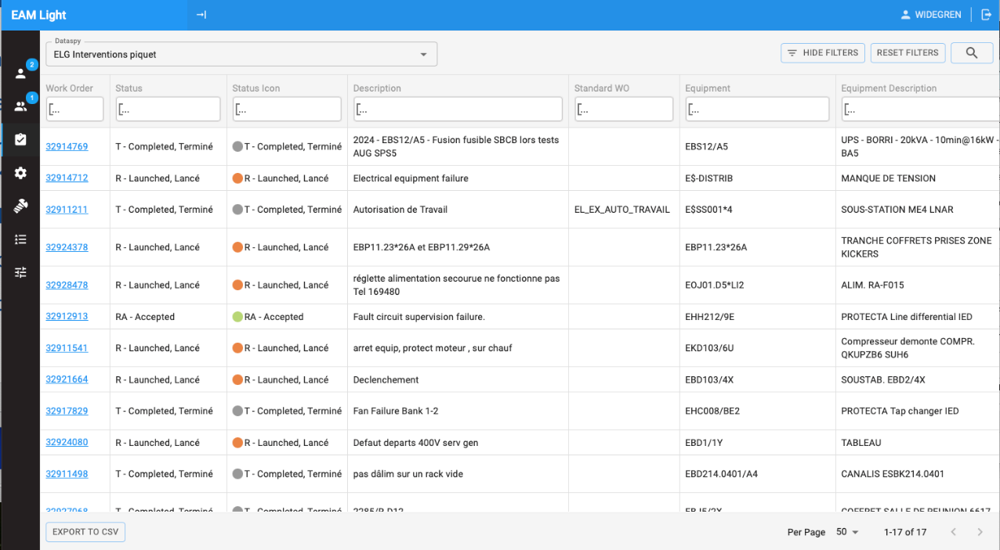 EAM Light
WIDEGREN
2
1
Dataspy
ELG Interventions piquet
HIDE FILTERS
RESET FILTERS
Work Order Status Status Icon Description Standard WO Equipment Equipment Description
[... [... [... [... [... [... [...
32914769 T - Completed, Terminé T - Completed, Terminé 2024 - EBS12/A5 - Fusion fusible SBCB lors tests EBS12/A5 UPS - BORRI - 20kVA - 10min@16kW -
AUG SPS5 BA5
32914712 R - Launched, Lancé R - Launched, Lancé Electrical equipment failure E$-DISTRIB MANQUE DE TENSION
32911211 T - Completed, Terminé T - Completed, Terminé Autorisation de Travail EL_EX_AUTO_TRAVAIL E$SS001*4 SOUS-STATION ME4 LNAR
32924378 R - Launched, Lancé R - Launched, Lancé EBP11.23*26A et EBP11.29*26A EBP11.23*26A TRANCHE COFFRETS PRISES ZONE
KICKERS
32928478 R - Launched, Lancé R - Launched, Lancé réglette alimentation secourue ne fonctionne pas EOJ01.D5*LI2 ALIM. RA-F015
Tel 169480
32912913 RA - Accepted RA - Accepted Fault circuit supervision failure. EHH212/9E PROTECTA Line differential IED
32911541 R - Launched, Lancé R - Launched, Lancé arret equip, protect moteur , sur chauf EKD103/6U Compresseur demonte COMPR.
QKUPZB6 SUH6
32921664 R - Launched, Lancé R - Launched, Lancé Declenchement EBD103/4X SOUSTAB. EBD2/4X
32917829 T - Completed, Terminé T - Completed, Terminé Fan Failure Bank 1-2 EHC008/BE2 PROTECTA Tap changer IED
32924080 R - Launched, Lancé R - Launched, Lancé Defaut departs 400V serv gen EBD1/1Y TABLEAU
32911498 T - Completed, Terminé T - Completed, Terminé pas dâlim sur un rack vide EBD214.0401/A4 CANALIS ESBK214.0401
32927068 T - Completed, Terminé T - Completed, Terminé 2285/R-D12 EBJ5/2X COFFRET SALLE DE REUNION 6617
EXPORT TO CSV
Per Page 50 1-17 of 17